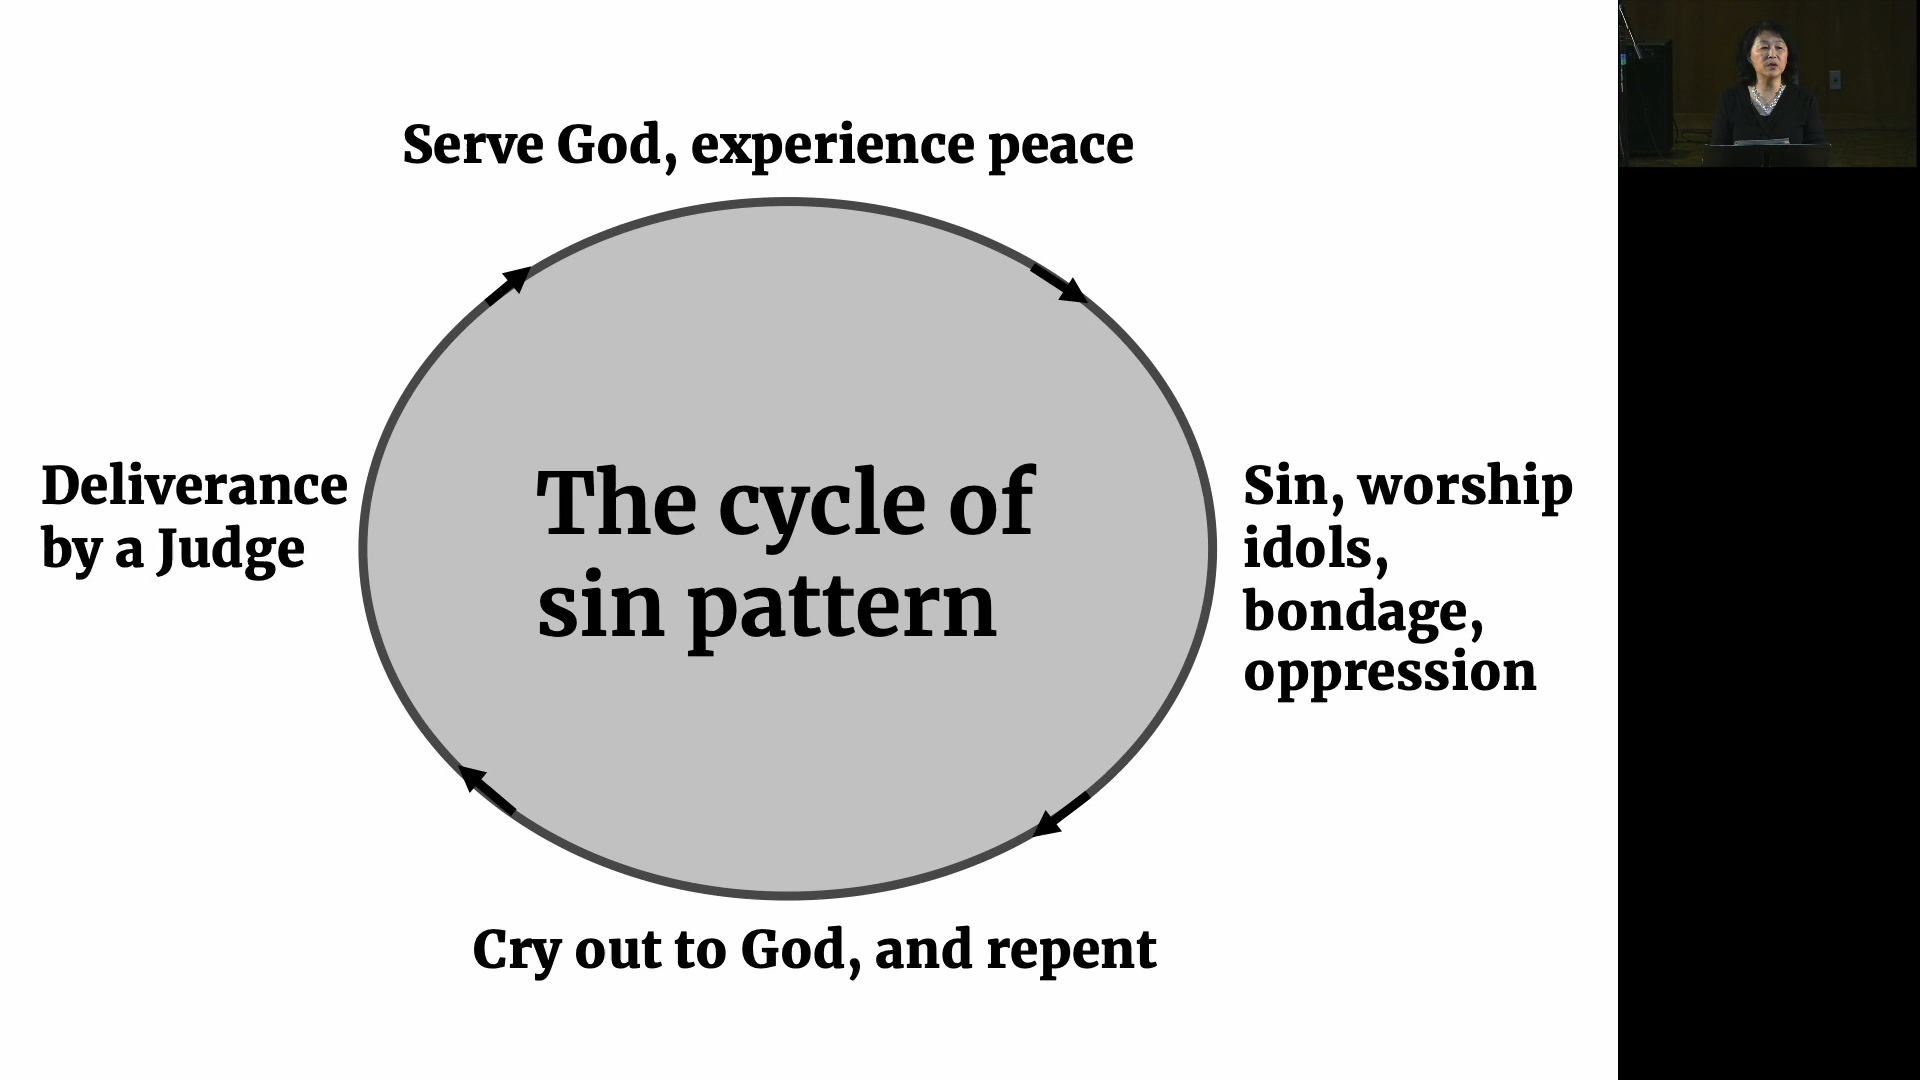 Serve God, experience peace
Deliverance
by a Judge
The cycle of
sin pattern
Sin, worship
idols,
bondage,
oppression
Cry out to God, and repent